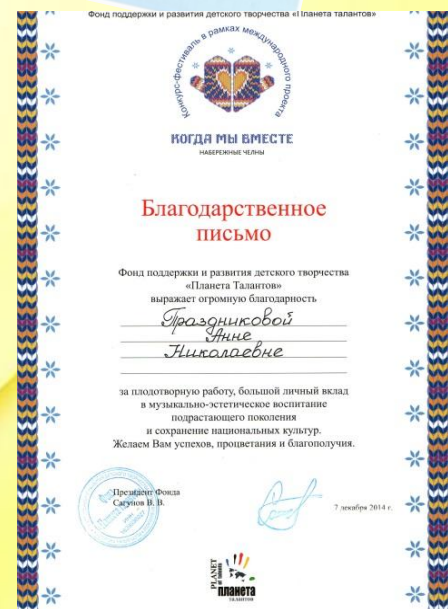 Фонд поддержки и развития детского творчества «Планета талантов»
Конкурс-фестиваль в рамках международного проекта
КОГДА МЫ ВМЕСТЕ
НАБЕРЕЖНЫЕ ЧЕЛНЫ
Благодарственное
письмо
Фонд поддержки и развития детского творчества
«Планета Талантов»
выражает огромную благодарность
Праздниковой
Анне
Николаевне
за плодотворную работу, большой личный вклад
в музыкально-эстетическое воспитание
подрастающего поколения
и сохранение национальных культур.
Желаем Вам успехов, процветания и благополучия.
Президент Фонда
Сагунов В. В.
7 декабря 2014 г.
PLANET
OF TALENTS
планета
талантов